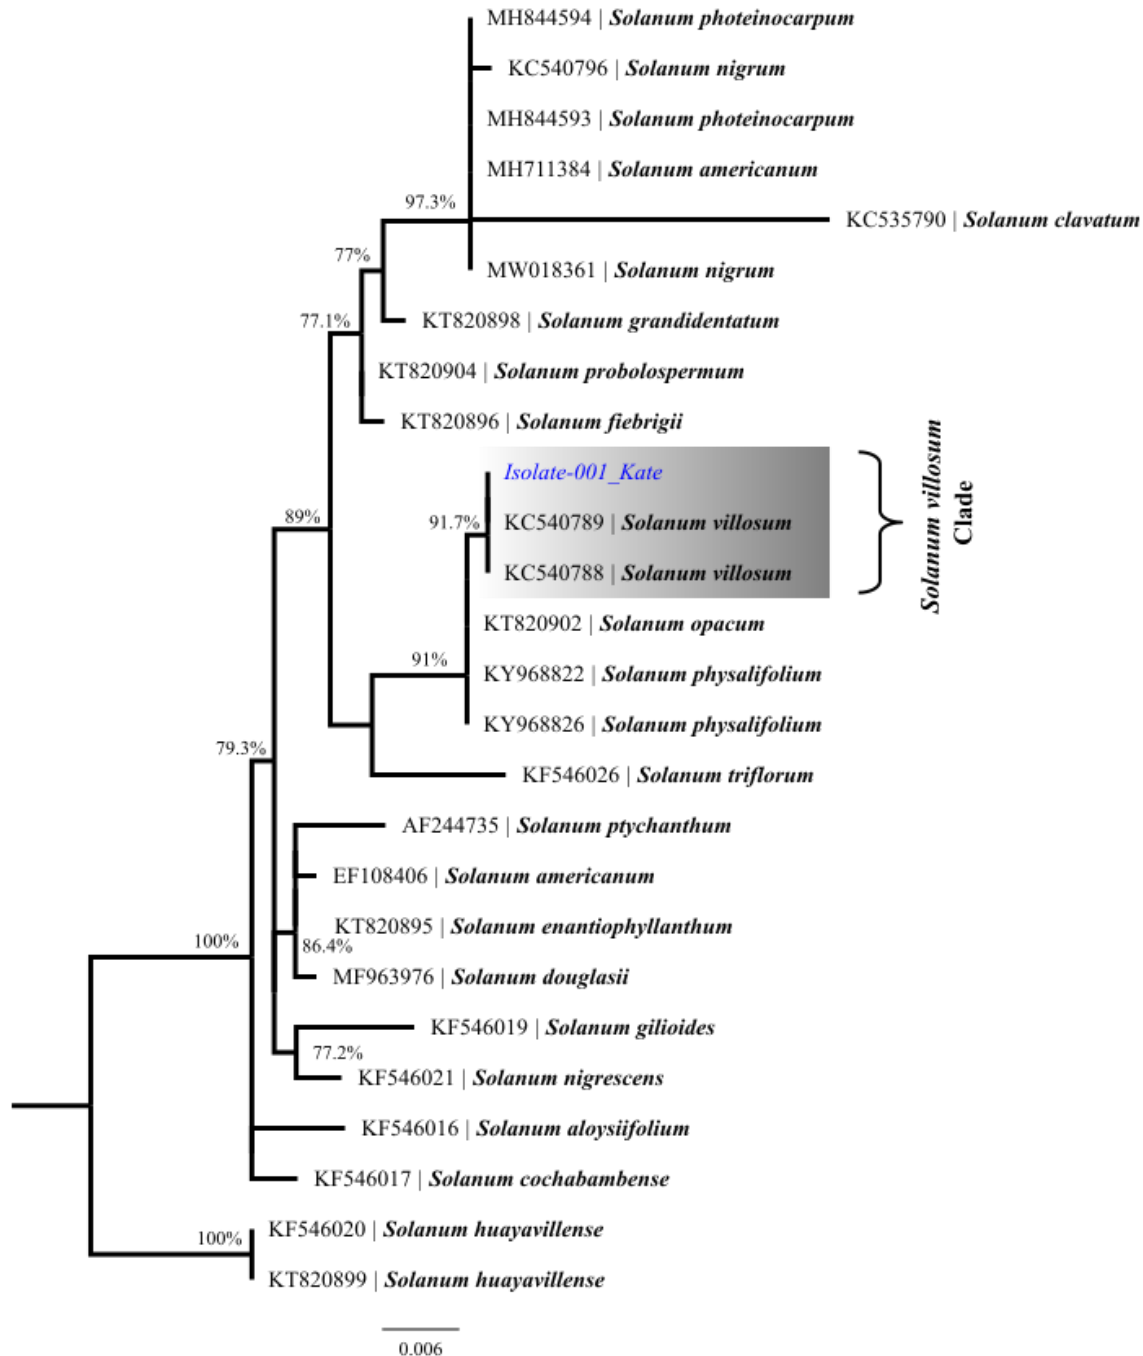 MH844594 | Solanum photeinocarpum
KC540796 | Solanum nigrum
MH844593 | Solanum photeinocarpum
MH711384 | Solanum americanum
97.3%
KC535790 | Solanum clavatum
77%
MW018361 | Solanum nigrum
77.1%
KT820898 | Solanum grandidentatum
KT820904 | Solanum probolospermum
KT820896 | Solanum fiebrigii
Isolate-001_Kate
89%
91.7%
KC540789 | Solanum villosum
KC540788 | Solanum villosum
Solanum villosum
Clade
KT820902 | Solanum opacum
91%
KY968822 | Solanum physalifolium
KY968826 | Solanum physalifolium
79.3%
KF546026 | Solanum triflorum
AF244735 | Solanum ptychanthum
EF108406 | Solanum americanum
KT820895 | Solanum enantiophyllanthum
100%
86.4%
MF963976 | Solanum douglasii
KF546019 | Solanum gilioides
77.2%
KF546021 | Solanum nigrescens
KF546016 | Solanum aloysiifolium
KF546017 | Solanum cochabambense
KF546020 | Solanum huayavillense
100%
KT820899 | Solanum huayavillense
0.006